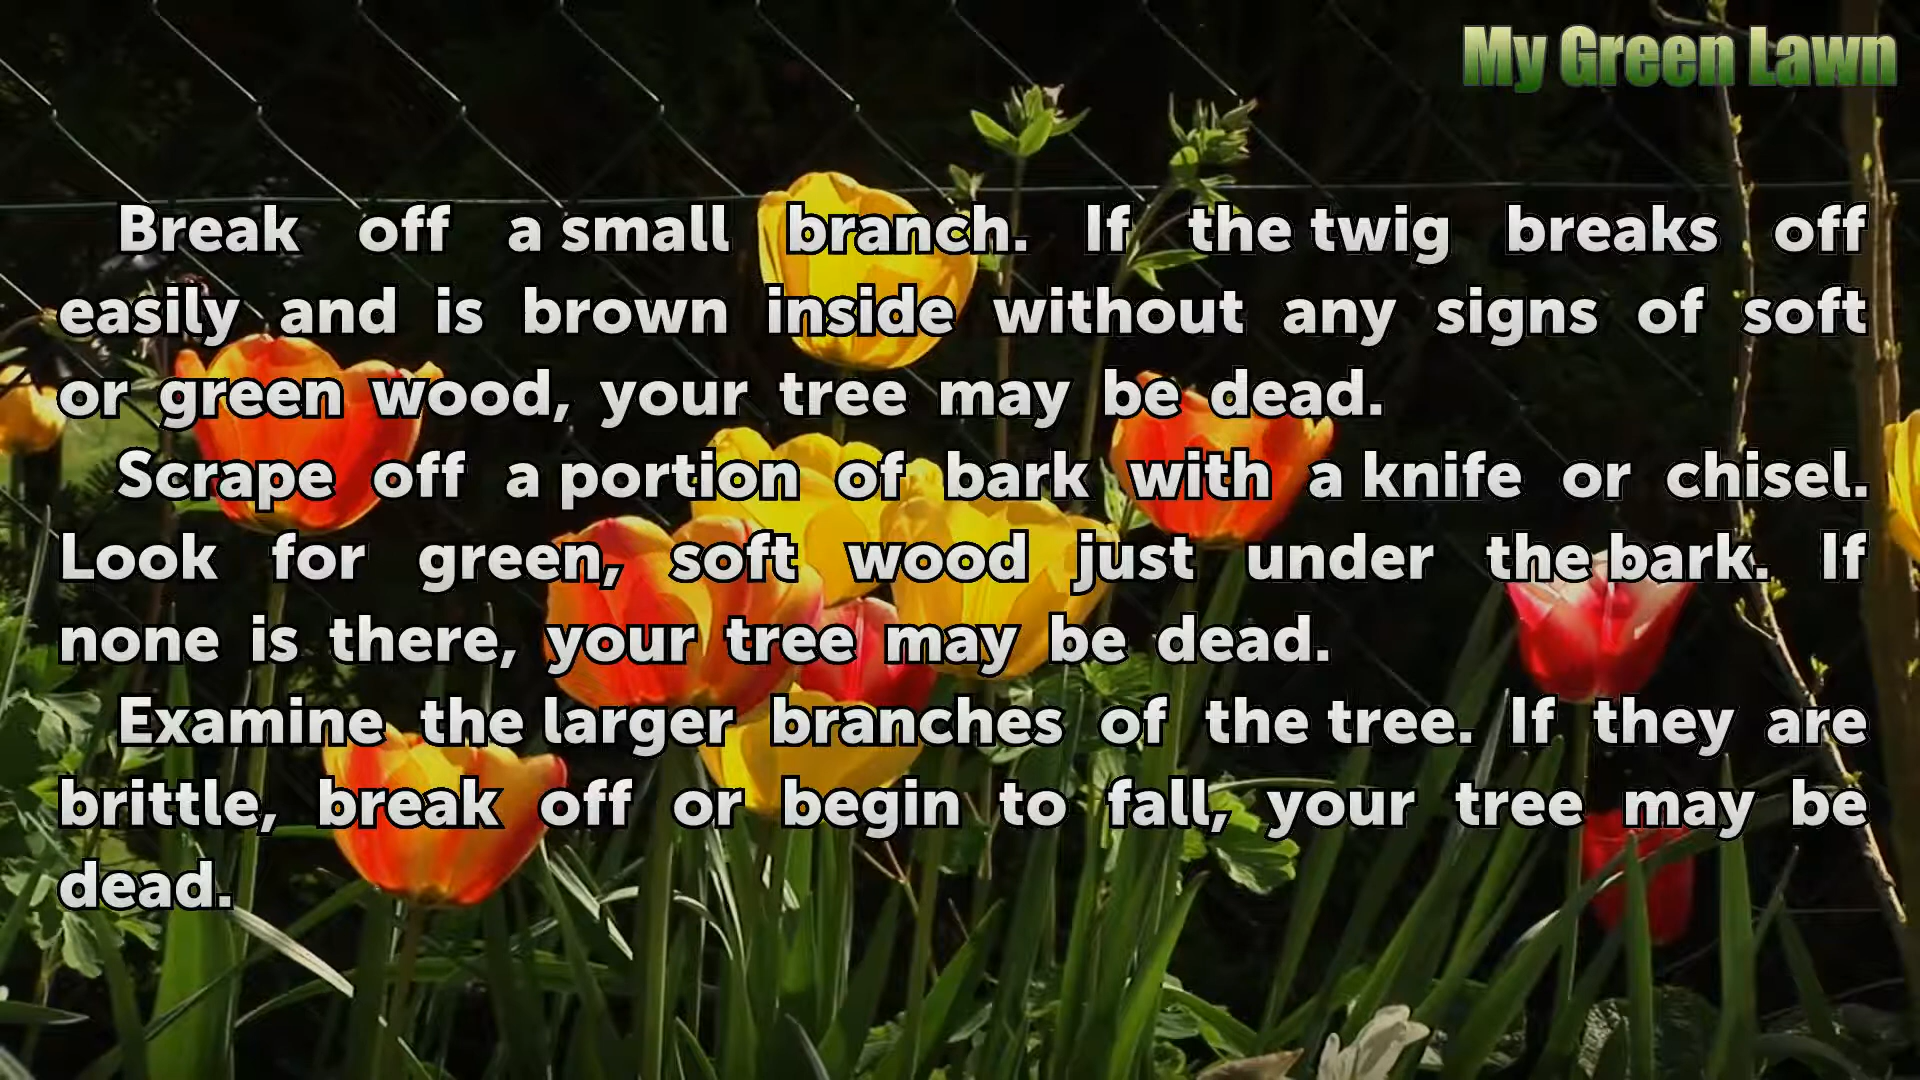 My Green Lawn
Break off a small branch. If the twig breaks off
easily and is brown inside without any signs of soft
or green wood, your tree may be dead.
Scrape off a portion of bark with a knife or chisel.
Look for green, soft wood just under the bark. If
none is there, your tree may be dead.
Examine the larger branches of the tree. If they are
brittle, break off or begin to fall, your tree may be
dead.